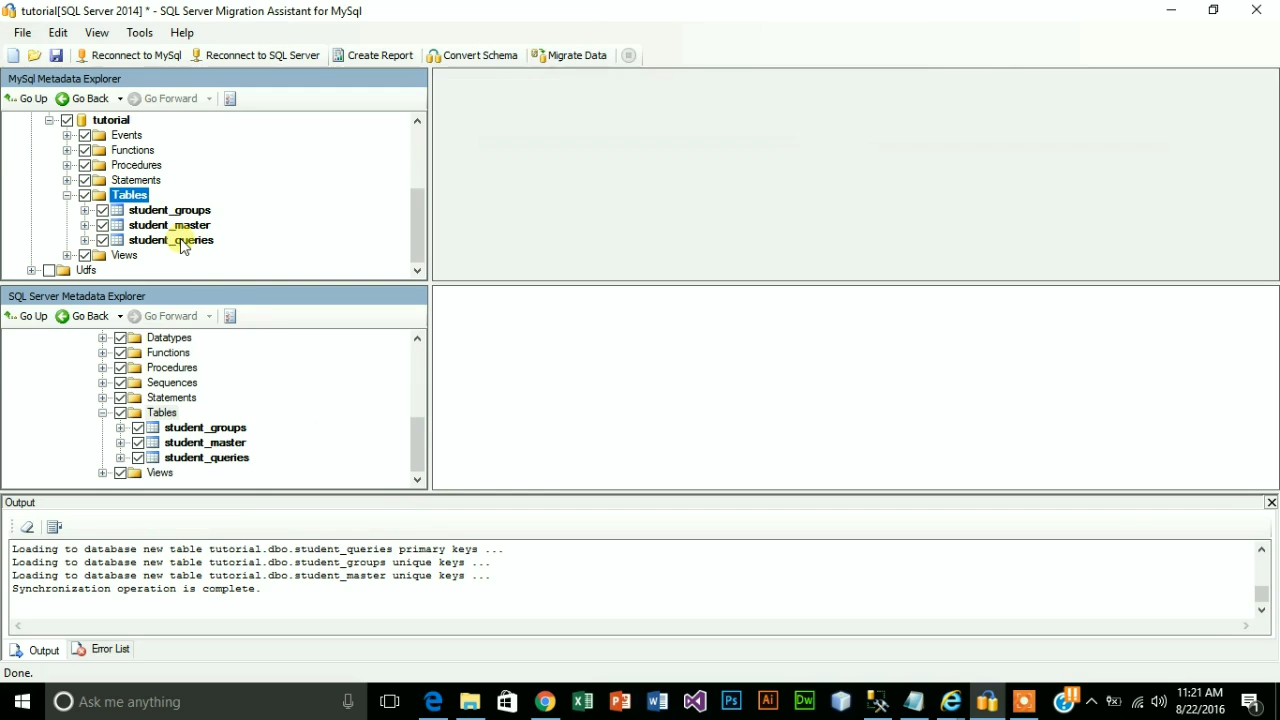 tutorial[SQL Server 2014] * - SQL Server Migration Assistant for MySql
File Edit View Tools Help
Reconnect to MySql Reconnect to SQL Server Create Report Convert Schema Migrate Data
MySql Metadata Explorer
Go Up Go Back Go Forward
tutorial
Events
Functions
Procedures
Statements
Tables
student_groups
student_master
student_queries
Views
Udfs
SQL Server Metadata Explorer
Go Up Go Back Go Forward
Datatypes
Functions
Procedures
Sequences
Statements
Tables
student_groups
student_master
student_queries
Views
Output
Loading to database new table tutorial.dbo.student_queries primary keys ...
Loading to database new table tutorial.dbo.student_groups unique keys ...
Loading to database new table tutorial.dbo.student_master unique keys ...
Synchronization operation is complete.
Output Error List
Done.
Ask me anything
11:21 AM
8/22/2016